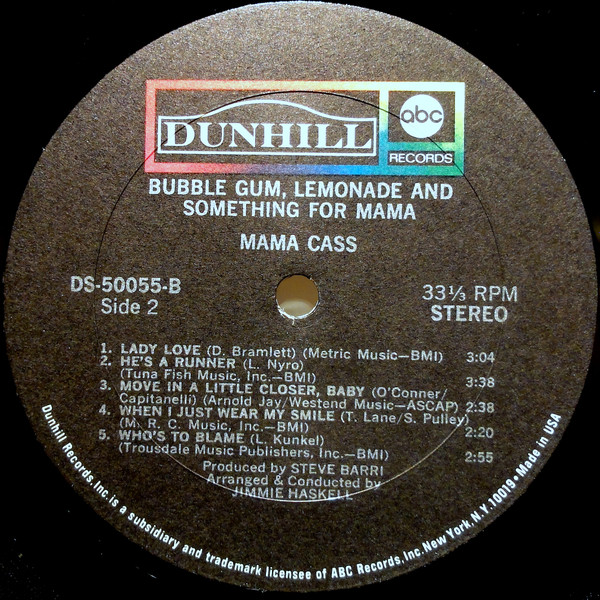 DUNHILL
abc
RECORDS
BUBBLE GUM, LEMONADE AND
SOMETHING FOR MAMA
MAMA CASS
DS-50055-B
Side 2
33⅓ RPM
STEREO
1. LADY LOVE (D. Bramlett) (Metric Music—BMI) 3:04
2. HE'S A RUNNER (L. Nyro)
(Tuna Fish Music, Inc.—BMI) 3:38
3. MOVE IN A LITTLE CLOSER, BABY (O'Conner/
Capitanelli) (Arnold Jay/Westend Music—ASCAP) 2:38
4. WHEN I JUST WEAR MY SMILE (T. Lane/S. Pulley)
(M. R. C. Music, Inc.—BMI) 2:20
5. WHO'S TO BLAME (L. Kunkel)
(Trousdale Music Publishers, Inc.—BMI) 2:55
Produced by STEVE BARRI
Arranged & Conducted by
JIMMIE HASKELL
Dunhill Records, Inc. is a subsidiary and trademark licensee of ABC Records, Inc. New York, N.Y. 10019 • Made in USA